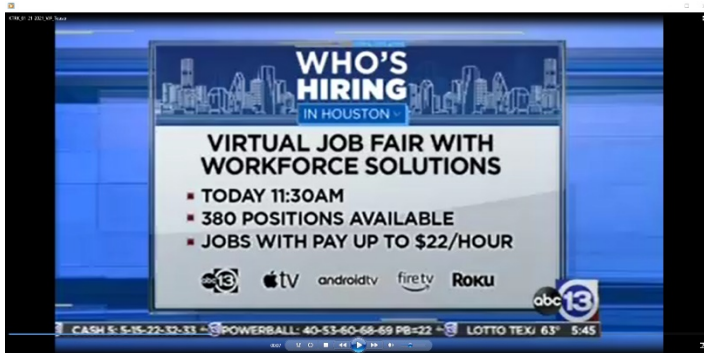 WHO'S
HIRING
IN HOUSTON
VIRTUAL JOB FAIR WITH
WORKFORCE SOLUTIONS
TODAY 11:30AM
380 POSITIONS AVAILABLE
JOBS WITH PAY UP TO $22/HOUR
abc13 tv androidtv firetv ROKU
abc13
CASH 5: 5-15-22-32-33 POWERBALL: 40-53-60-68-69 PB=22 LOTTO TEX 63° 5:45